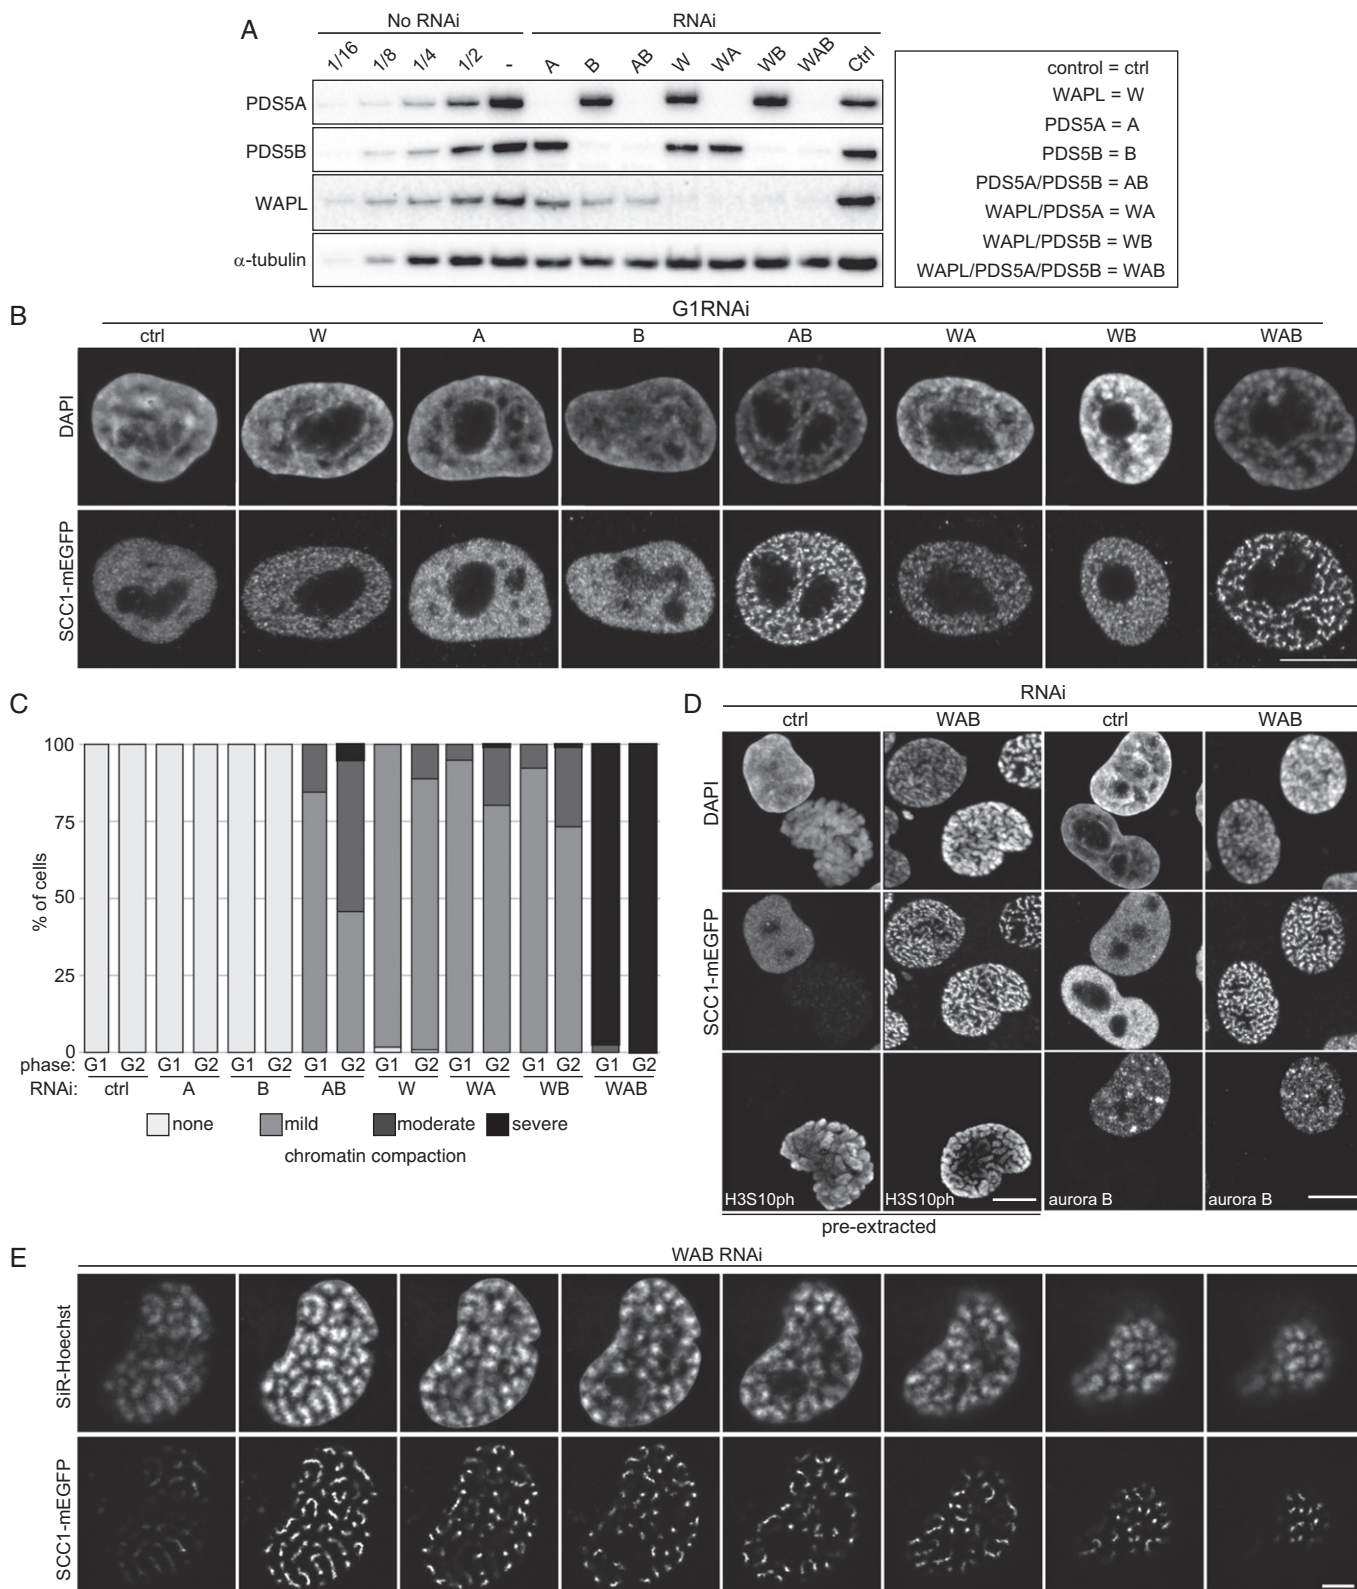 A
No RNAi
RNAi
1/16 1/8 1/4 1/2 - A B AB W WA WB WAB Ctrl
PDS5A
PDS5B
WAPL
α-tubulin
control = ctrl
WAPL = W
PDS5A = A
PDS5B = B
PDS5A/PDS5B = AB
WAPL/PDS5A = WA
WAPL/PDS5B = WB
WAPL/PDS5A/PDS5B = WAB
B
G1RNAi
ctrl W A B AB WA WB WAB
DAPI
SCC1-mEGFP
C
% of cells
100
75
50
25
0
phase: G1 G2 G1 G2 G1 G2 G1 G2 G1 G2 G1 G2 G1 G2 G1 G2
RNAi: ctrl A B AB W WA WB WAB
none mild moderate severe
chromatin compaction
D
RNAi
ctrl WAB ctrl WAB
DAPI
SCC1-mEGFP
H3S10ph H3S10ph aurora B aurora B
pre-extracted
E
WAB RNAi
SiR-Hoechst
SCC1-mEGFP